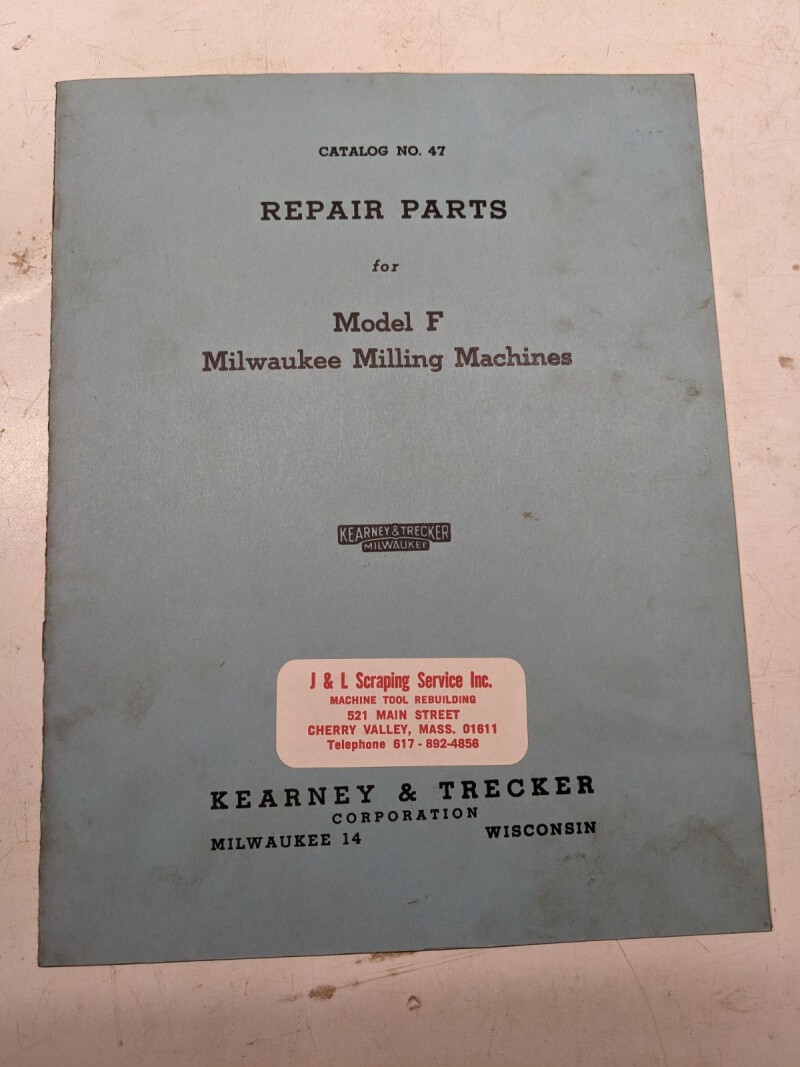 CATALOG NO. 47
REPAIR PARTS
for
Model F
Milwaukee Milling Machines
KEARNEY & TRECKER
MILWAUKEE
J & L Scraping Service Inc.
MACHINE TOOL REBUILDING
521 MAIN STREET
CHERRY VALLEY, MASS. 01611
Telephone 617-892-4856
KEARNEY & TRECKER
CORPORATION
MILWAUKEE 14 WISCONSIN